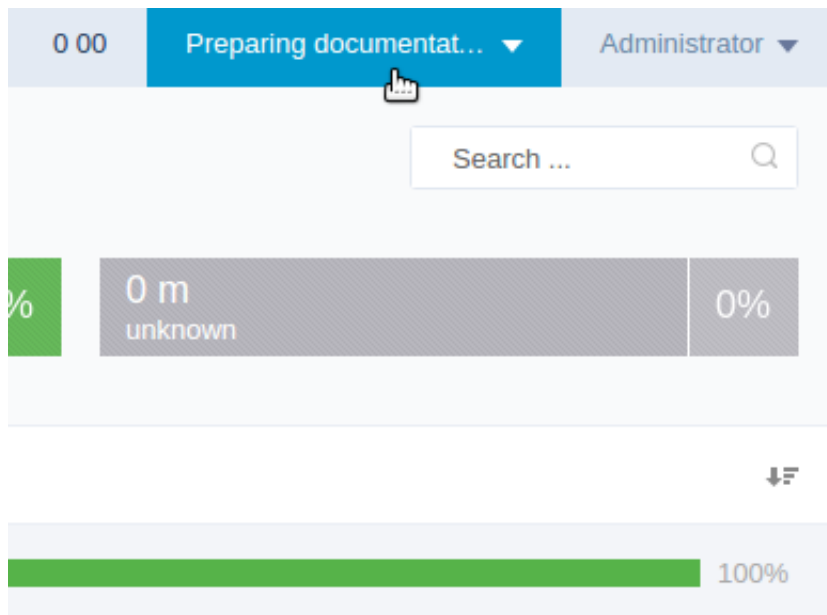 0 00 Preparing documentat... Administrator
Search ...
% 0 m 0%
unknown
100%